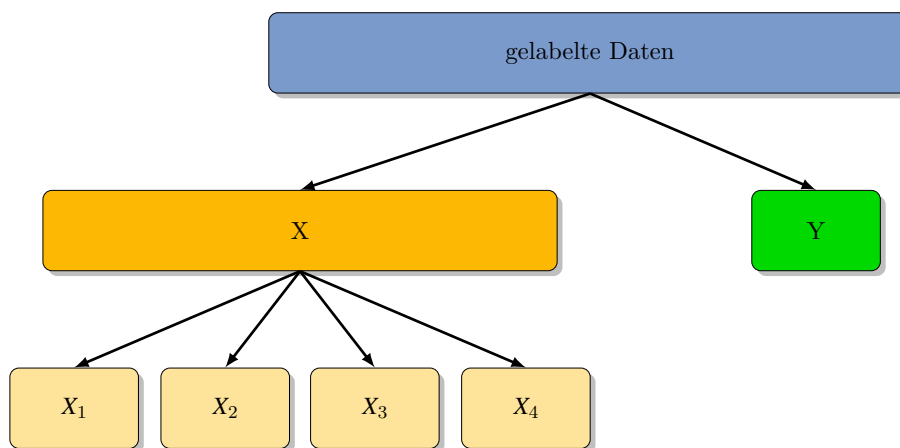 gelabelte Daten
X
Y
X₁
X₂
X₃
X₄